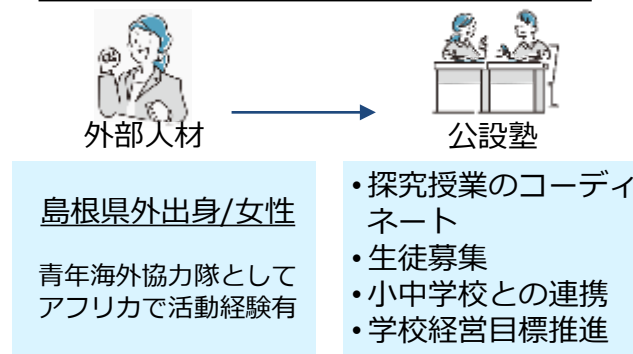 外部人材
公設塾
島根県外出身/女性
青年海外協力隊として
アフリカで活動経験有
•探究授業のコーディ
ネート
•生徒募集
•小中学校との連携
•学校経営目標推進